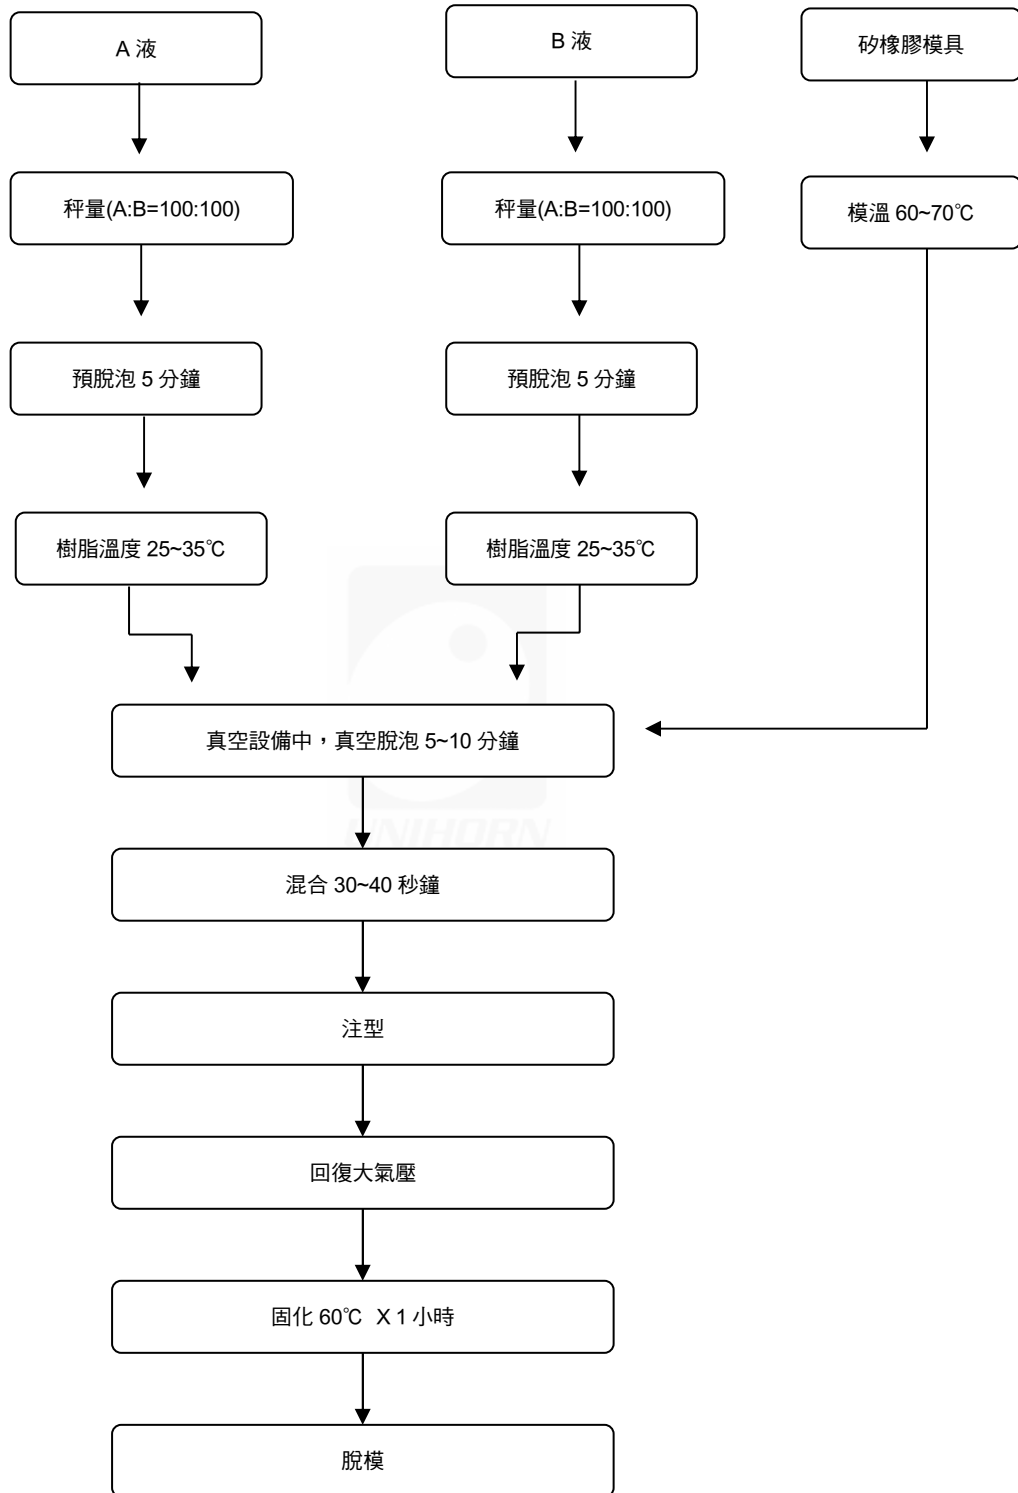 A 液
B 液
矽橡膠模具
秤量(A:B=100:100)
秤量(A:B=100:100)
模溫 60~70℃
預脫泡 5 分鐘
預脫泡 5 分鐘
樹脂溫度 25~35℃
樹脂溫度 25~35℃
真空設備中，真空脫泡 5~10 分鐘
UNIHORN
混合 30~40 秒鐘
注型
回復大氣壓
固化 60℃ X 1 小時
脫模